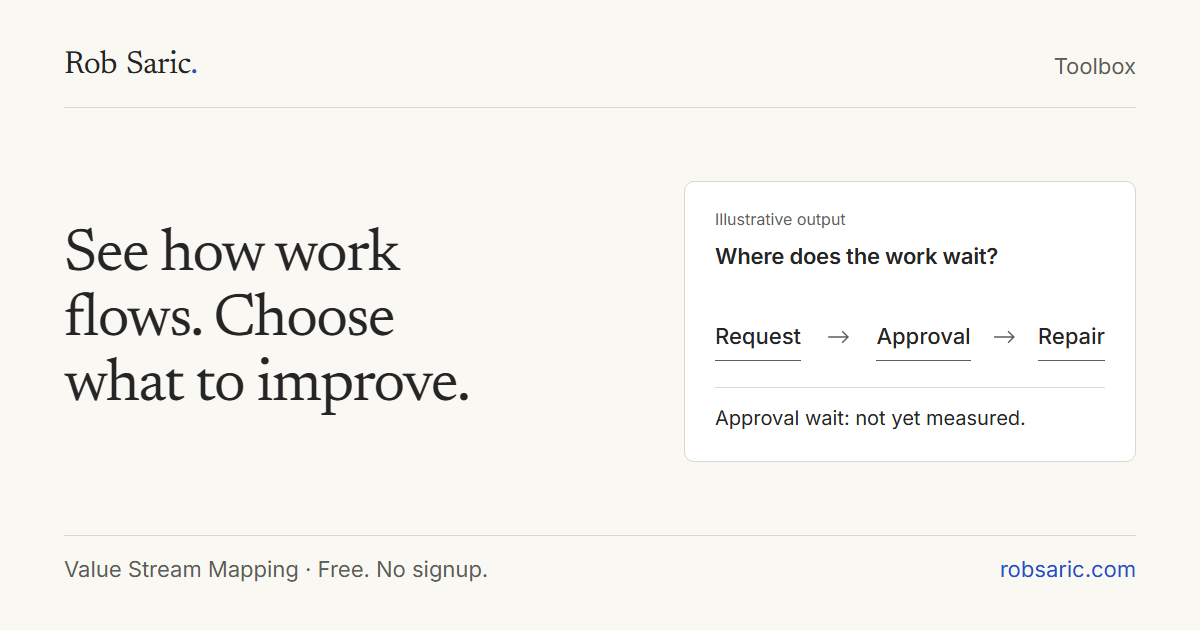 Rob Saric.
Toolbox
See how work
flows. Choose
what to improve.
Illustrative output
Where does the work wait?
Request → Approval → Repair
Approval wait: not yet measured.
Value Stream Mapping · Free. No signup.
robsaric.com